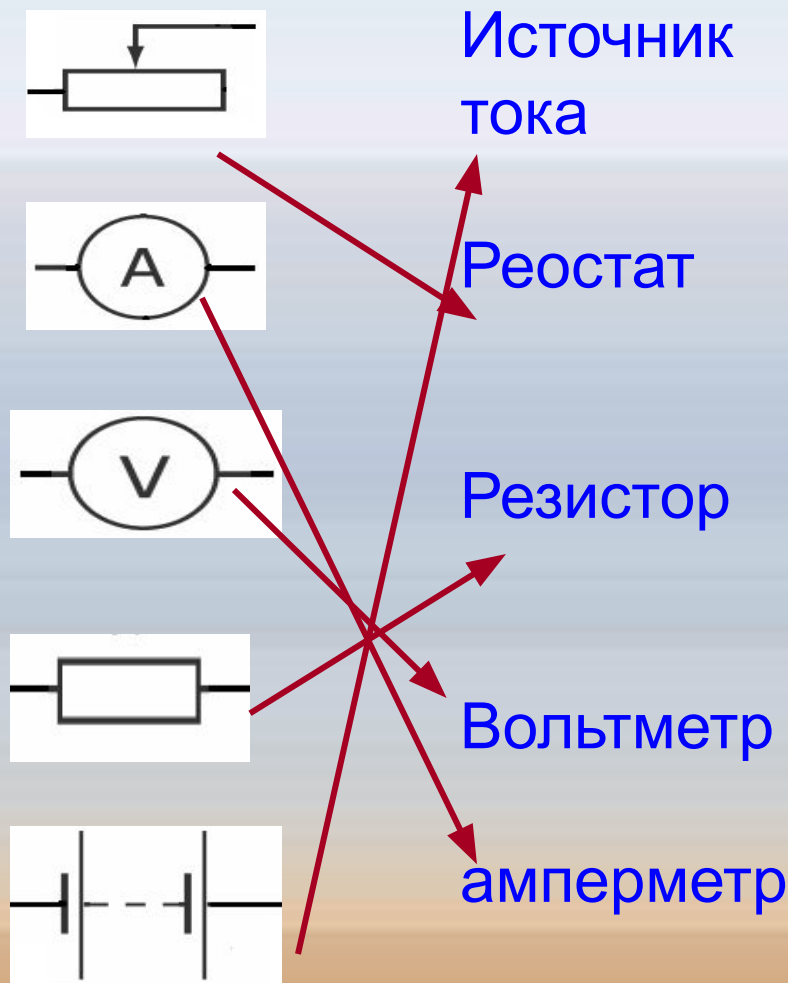 Источник
тока
A
Реостат
V
Резистор
Вольтметр
амперметр